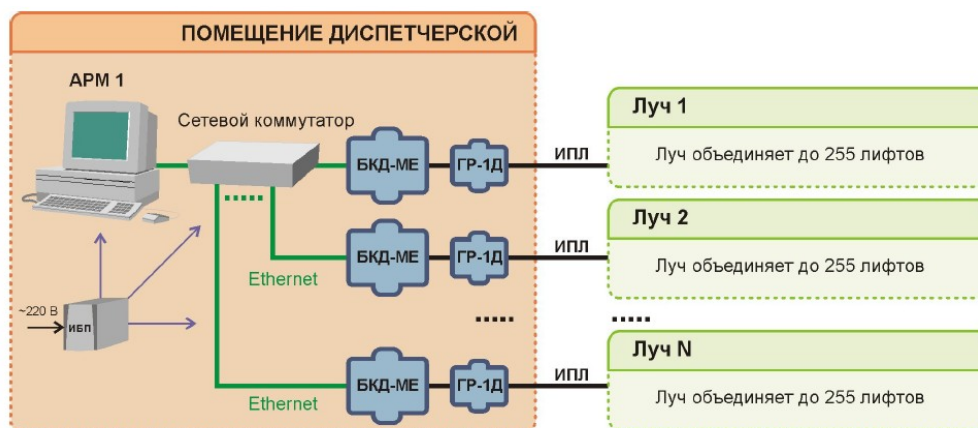 ПОМЕЩЕНИЕ ДИСПЕТЧЕРСКОЙ
АРМ 1
Сетевой коммутатор
БКД-МЕ
ГР-1Д
ИПЛ
Луч 1
Луч объединяет до 255 лифтов
БКД-МЕ
ГР-1Д
ИПЛ
Луч 2
Луч объединяет до 255 лифтов
Ethernet
~220 В
ИБП
БКД-МЕ
ГР-1Д
ИПЛ
Луч N
Луч объединяет до 255 лифтов
Ethernet